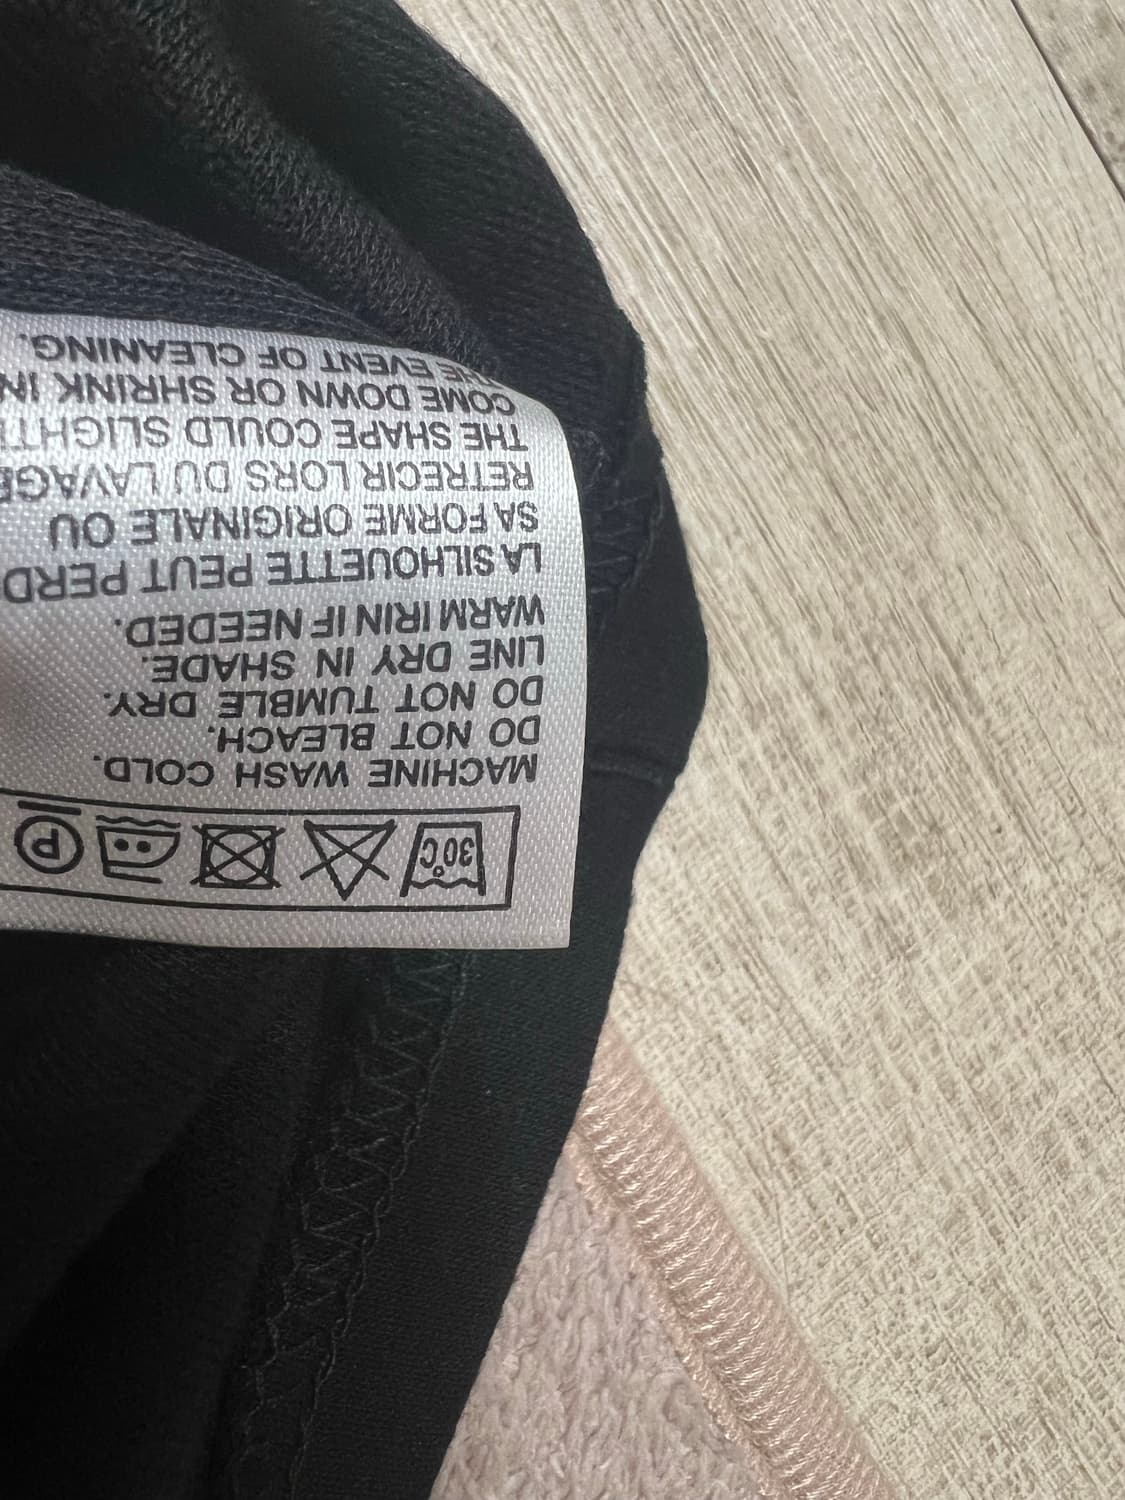 30°C P
MACHINE WASH COLD.
DO NOT BLEACH.
DO NOT TUMBLE DRY.
LINE DRY IN SHADE.
WARM IRIN IF NEEDED.
LA SILHOUETTE PEUT PERD
SA FORME ORIGINALE OU
RETRECIR LORS DU LAVAGE
THE SHAPE COULD SLIGHTL
COME DOWN OR SHRINK IN
THE EVENT OF CLEANING.